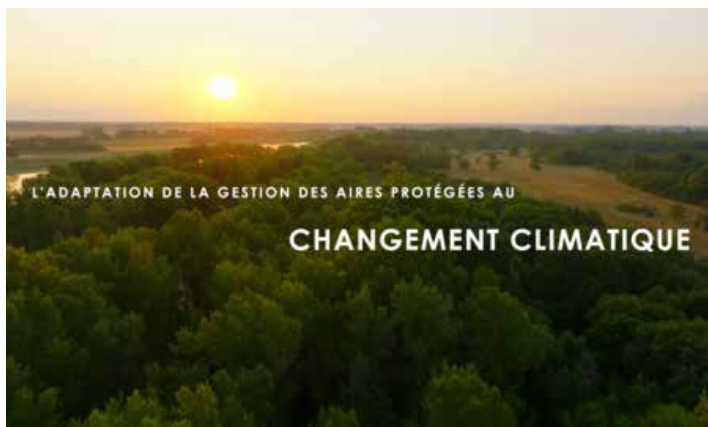 L'ADAPTATION DE LA GESTION DES AIRES PROTÉGÉES AU
CHANGEMENT CLIMATIQUE